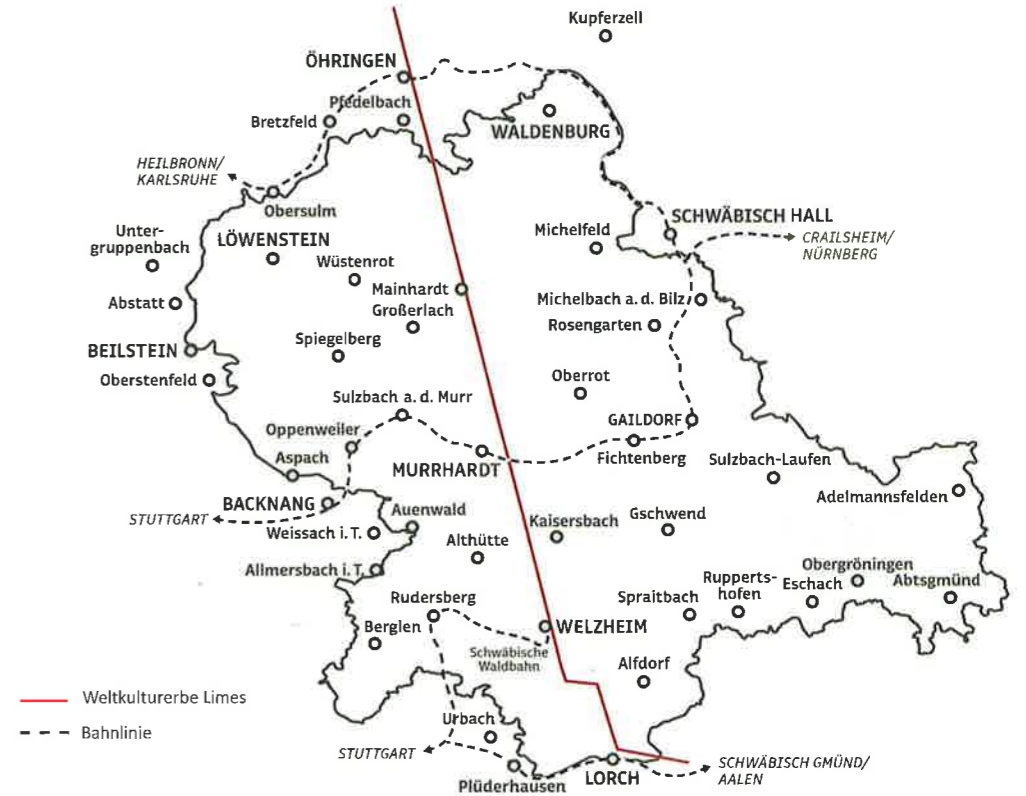 Kupferzell
ÖHRINGEN
Pfedelbach
Bretzfeld
WALDENBURG
HEILBRONN/
KARLSRUHE
Obersulm
SCHWÄBISCH HALL
Unter-
gruppenbach
LÖWENSTEIN
Michelfeld
CRAILSHEIM/
NÜRNBERG
Wüstenrot
Mainhardt
Abstatt
Michelbach a. d. Bilz
Großerlach
Rosengarten
Spiegelberg
BEILSTEIN
Oberstenfeld
Oberrot
Sulzbach a. d. Murr
GAILDORF
Oppenweiler
Fichtenberg
Aspach
MURRHARDT
Sulzbach-Laufen
Adelmannsfelden
BACKNANG
STUTTGART
Auenwald
Kaisersbach
Gschwend
Weissach i. T.
Althütte
Allmersbach i. T.
Obergröningen
Rudersberg
Spraitbach
Rupperts-
hofen
Eschach
Abtsgmünd
Berglen
WELZHEIM
Schwäbische
Waldbahn
Alfdorf
Weltkulturerbe Limes
Bahnlinie
Urbach
STUTTGART
Plüderhausen
LORCH
SCHWÄBISCH GMÜND/
AALEN